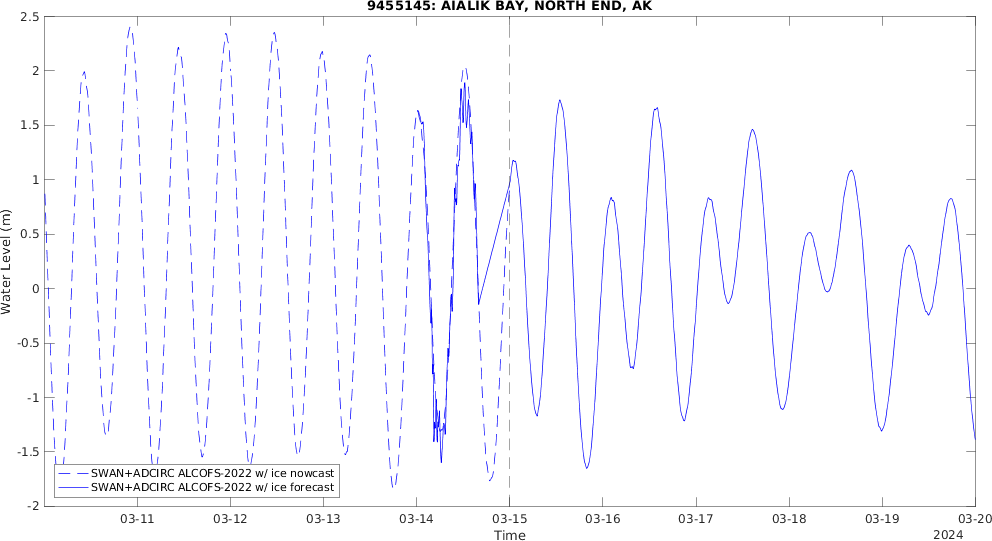 9455145: AIALIK BAY, NORTH END, AK
Water Level (m)
2.5
2
1.5
1
0.5
0
-0.5
-1
-1.5
-2
SWAN+ADCIRC ALCOFS-2022 w/ ice nowcast
SWAN+ADCIRC ALCOFS-2022 w/ ice forecast
03-11 03-12 03-13 03-14 03-15 03-16 03-17 03-18 03-19 03-20
Time
2024